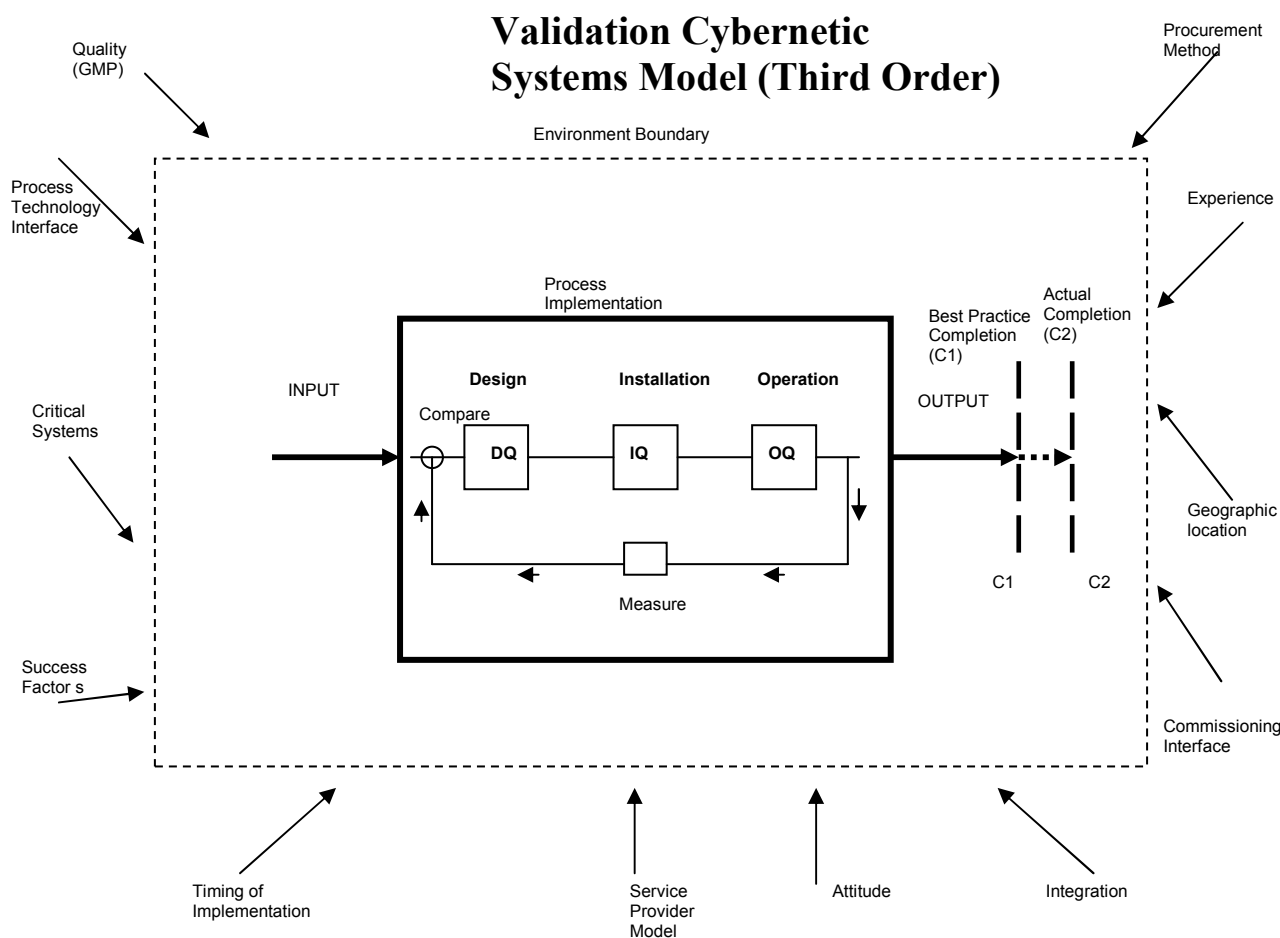 Validation Cybernetic
Systems Model (Third Order)
Quality
(GMP)
Procurement
Method
Environment Boundary
Process
Technology
Interface
Experience
Process
Implementation
Best Practice
Completion
(C1)
Actual
Completion
(C2)
INPUT
Design
Installation
Operation
OUTPUT
Compare
DQ
IQ
OQ
Critical
Systems
Geographic
location
Measure
C1
C2
Success
Factor s
Commissioning
Interface
Timing of
Implementation
Service
Provider
Model
Attitude
Integration